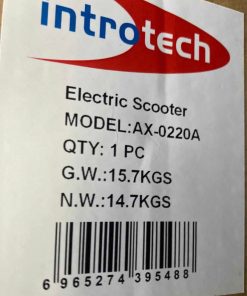 introtech
Electric Scooter
MODEL:AX-0220A
QTY: 1 PC
G.W.:15.7KGS
N.W.:14.7KGS
6 965274 395488